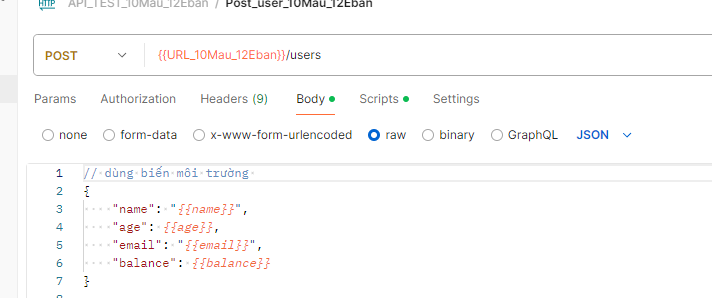 HTTP API_TEST_10Mau_12Eban / Post_user_10Mau_12Eban
POST {{URL_10Mau_12Eban}}/users
Params Authorization Headers (9) Body Scripts Settings
none form-data x-www-form-urlencoded raw binary GraphQL JSON
1 // dùng biến môi trường
2 {
3 "name": "{{name}}",
4 "age": {{age}},
5 "email": "{{email}}",
6 "balance": {{balance}}
7 }